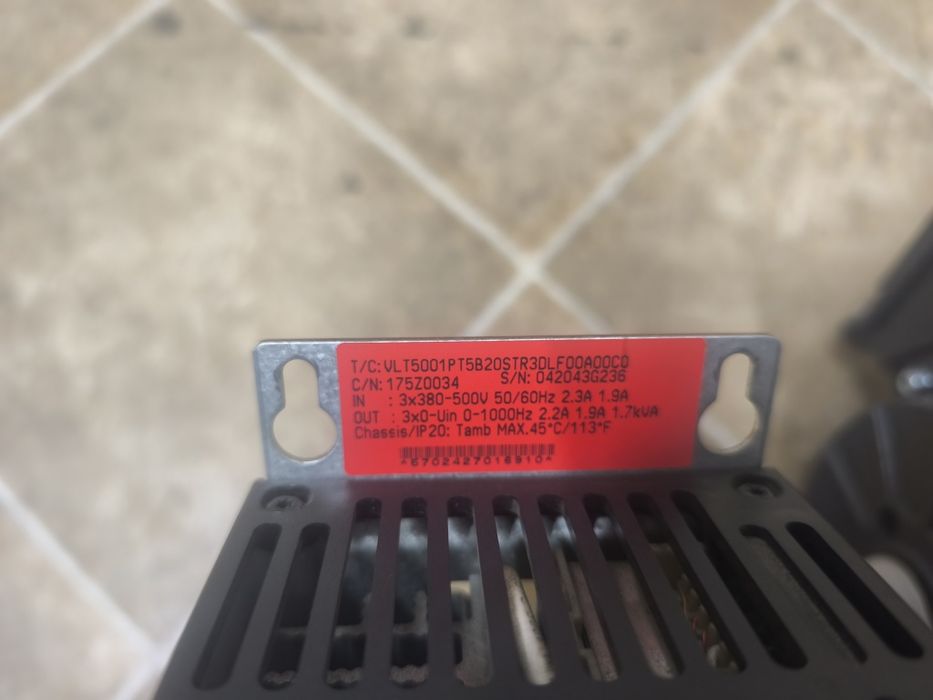 T/C: VLT5001PT5B20STR3DLF00A00C0
C/N: 175Z0034 S/N: 042043G236
IN : 3x380-500V 50/60Hz 2.3A 1.9A
OUT : 3x0-Uin 0-1000Hz 2.2A 1.9A 1.7kVA
Chassis/IP20: Tamb MAX.45°C/113°F
*5702427016910*